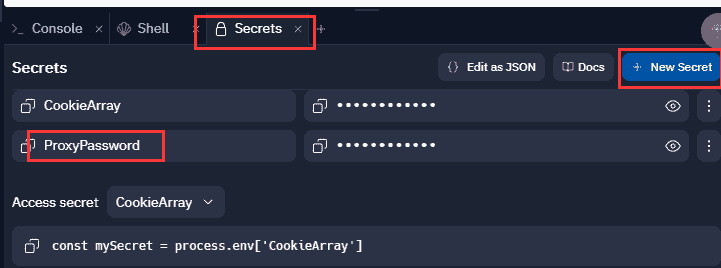 Console Shell Secrets
Secrets Edit as JSON Docs New Secret
CookieArray ••••••••••••
ProxyPassword ••••••••••••
Access secret CookieArray
const mySecret = process.env['CookieArray']